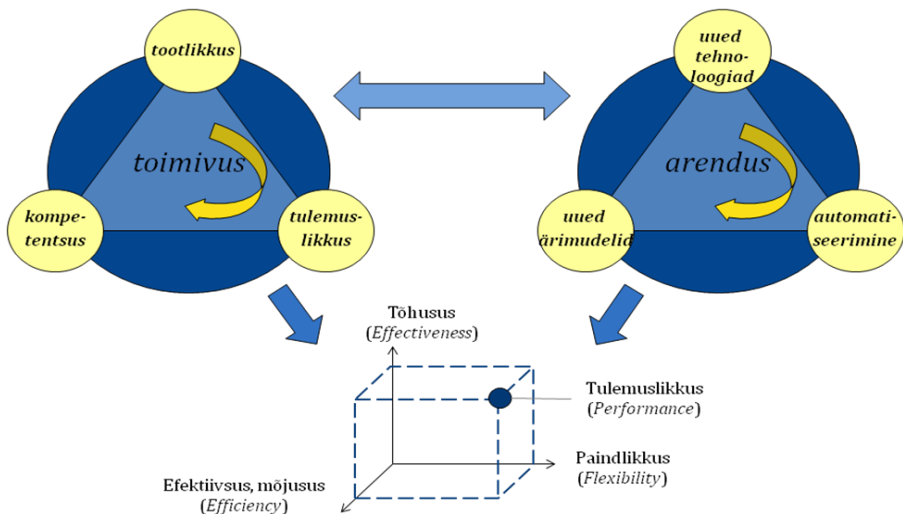 tootlikkus
toimivus
kompe-
tentsus
tulemus-
likkus
uued
tehno-
loogiad
arendus
uued
ärimudelid
automati-
seerimine
Tõhusus
(Effectiveness)
Tulemuslikkus
(Performance)
Paindlikkus
(Flexibility)
Efektiivsus, mõjusus
(Efficiency)